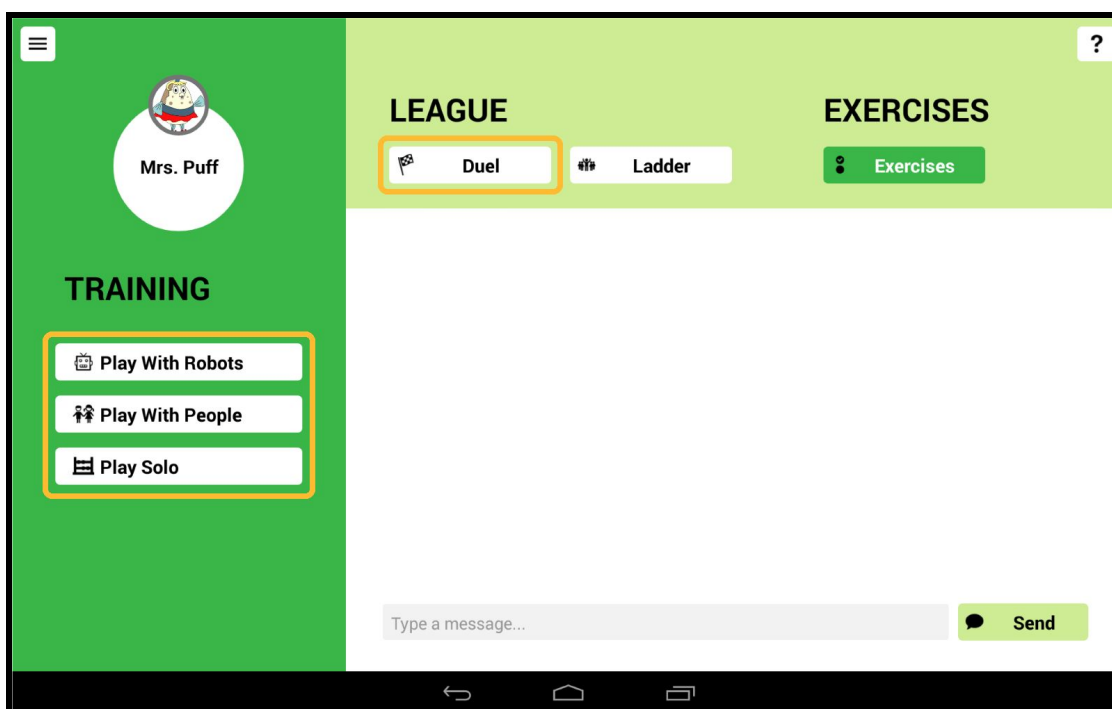 ?
Mrs. Puff
TRAINING
Play With Robots
Play With People
Play Solo
LEAGUE
Duel
Ladder
EXERCISES
Exercises
Type a message...
Send